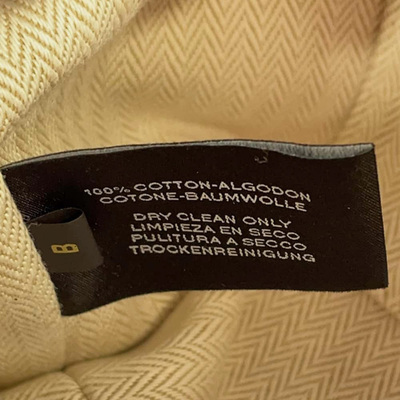 100% COTTON-ALGODON
COTONE-BAUMWOLLE
DRY CLEAN ONLY
LIMPIEZA EN SECO
PULITURA A SECCO
TROCKENREINIGUNG
B